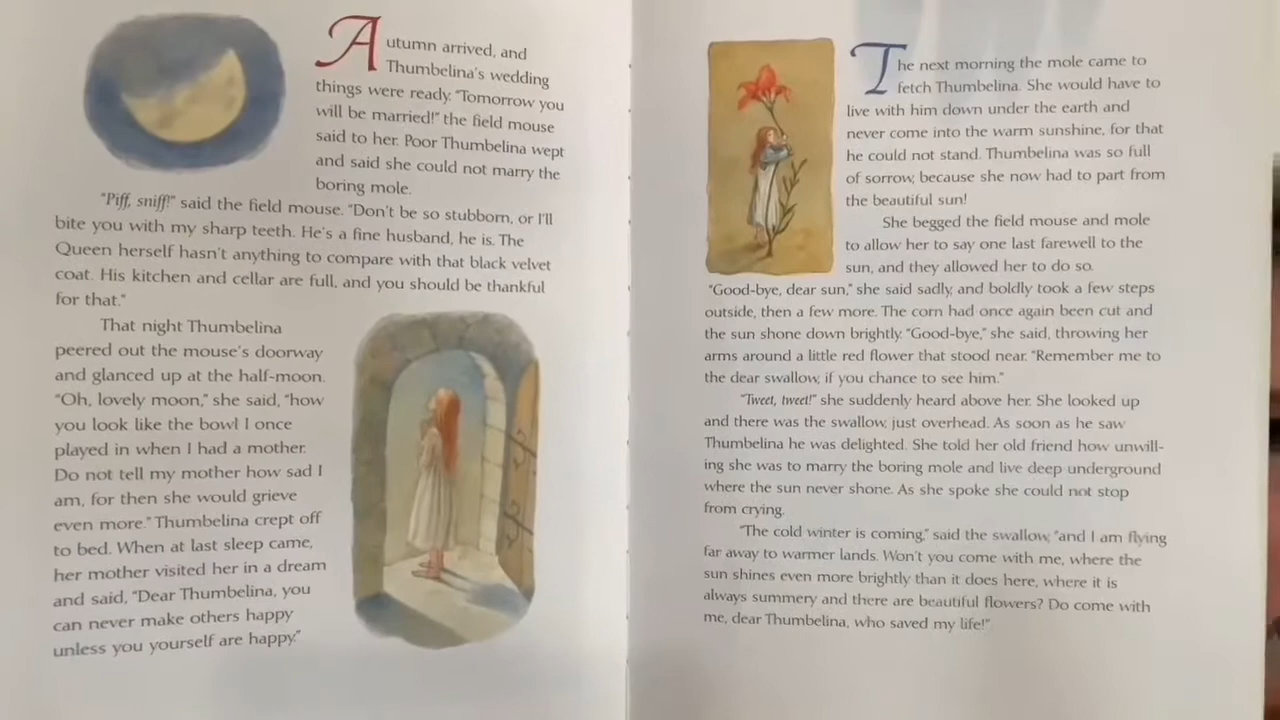 Autumn arrived, and
Thumbelina's wedding
things were ready. "Tomorrow you
will be married!" the field mouse
said to her. Poor Thumbelina wept
and said she could not marry the
boring mole.
"Piff, sniff!" said the field mouse. "Don't be so stubborn, or I'll
bite you with my sharp teeth. He's a fine husband, he is. The
Queen herself hasn't anything to compare with that black velvet
coat. His kitchen and cellar are full, and you should be thankful
for that."
That night Thumbelina
peered out the mouse's doorway
and glanced up at the half-moon.
"Oh, lovely moon," she said, "how
you look like the bowl I once
played in when I had a mother.
Do not tell my mother how sad I
am, for then she would grieve
even more." Thumbelina crept off
to bed. When at last sleep came,
her mother visited her in a dream
and said, "Dear Thumbelina, you
can never make others happy
unless you yourself are happy."
The next morning the mole came to
fetch Thumbelina. She would have to
live with him down under the earth and
never come into the warm sunshine, for that
he could not stand. Thumbelina was so full
of sorrow, because she now had to part from
the beautiful sun!
She begged the field mouse and mole
to allow her to say one last farewell to the
sun, and they allowed her to do so.
"Good-bye, dear sun," she said sadly, and boldly took a few steps
outside, then a few more. The corn had once again been cut and
the sun shone down brightly. "Good-bye," she said, throwing her
arms around a little red flower that stood near. "Remember me to
the dear swallow, if you chance to see him."
"Tweet, tweet!" she suddenly heard above her. She looked up
and there was the swallow, just overhead. As soon as he saw
Thumbelina he was delighted. She told her old friend how unwill-
ing she was to marry the boring mole and live deep underground
where the sun never shone. As she spoke she could not stop
from crying.
"The cold winter is coming," said the swallow, "and I am flying
far away to warmer lands. Won't you come with me, where the
sun shines even more brightly than it does here, where it is
always summery and there are beautiful flowers? Do come with
me, dear Thumbelina, who saved my life!"